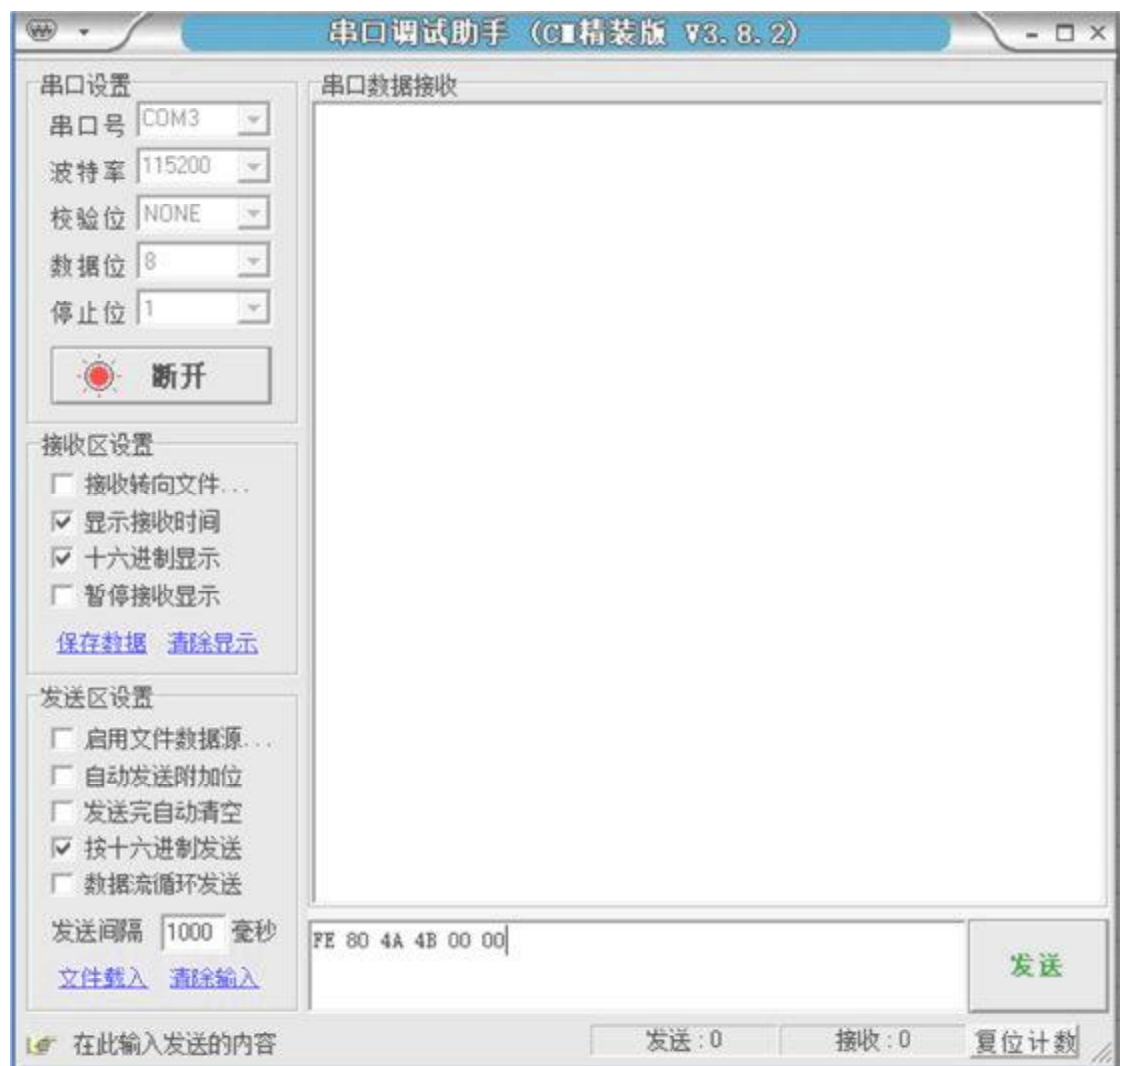 串口调试助手 (CM精装版 V3.8.2)
串口设置
串口号 COM3
波特率 115200
校验位 NONE
数据位 8
停止位 1
断开
接收区设置
接收转向文件...
显示接收时间
十六进制显示
暂停接收显示
保存数据 清除显示
发送区设置
启用文件数据源...
自动发送附加位
发送完自动清空
按十六进制发送
数据流循环发送
发送间隔 1000 毫秒
文件载入 清除输入
串口数据接收
FE 80 4A 4B 00 00
发送
在此输入发送的内容
发送:0
接收:0
复位计数